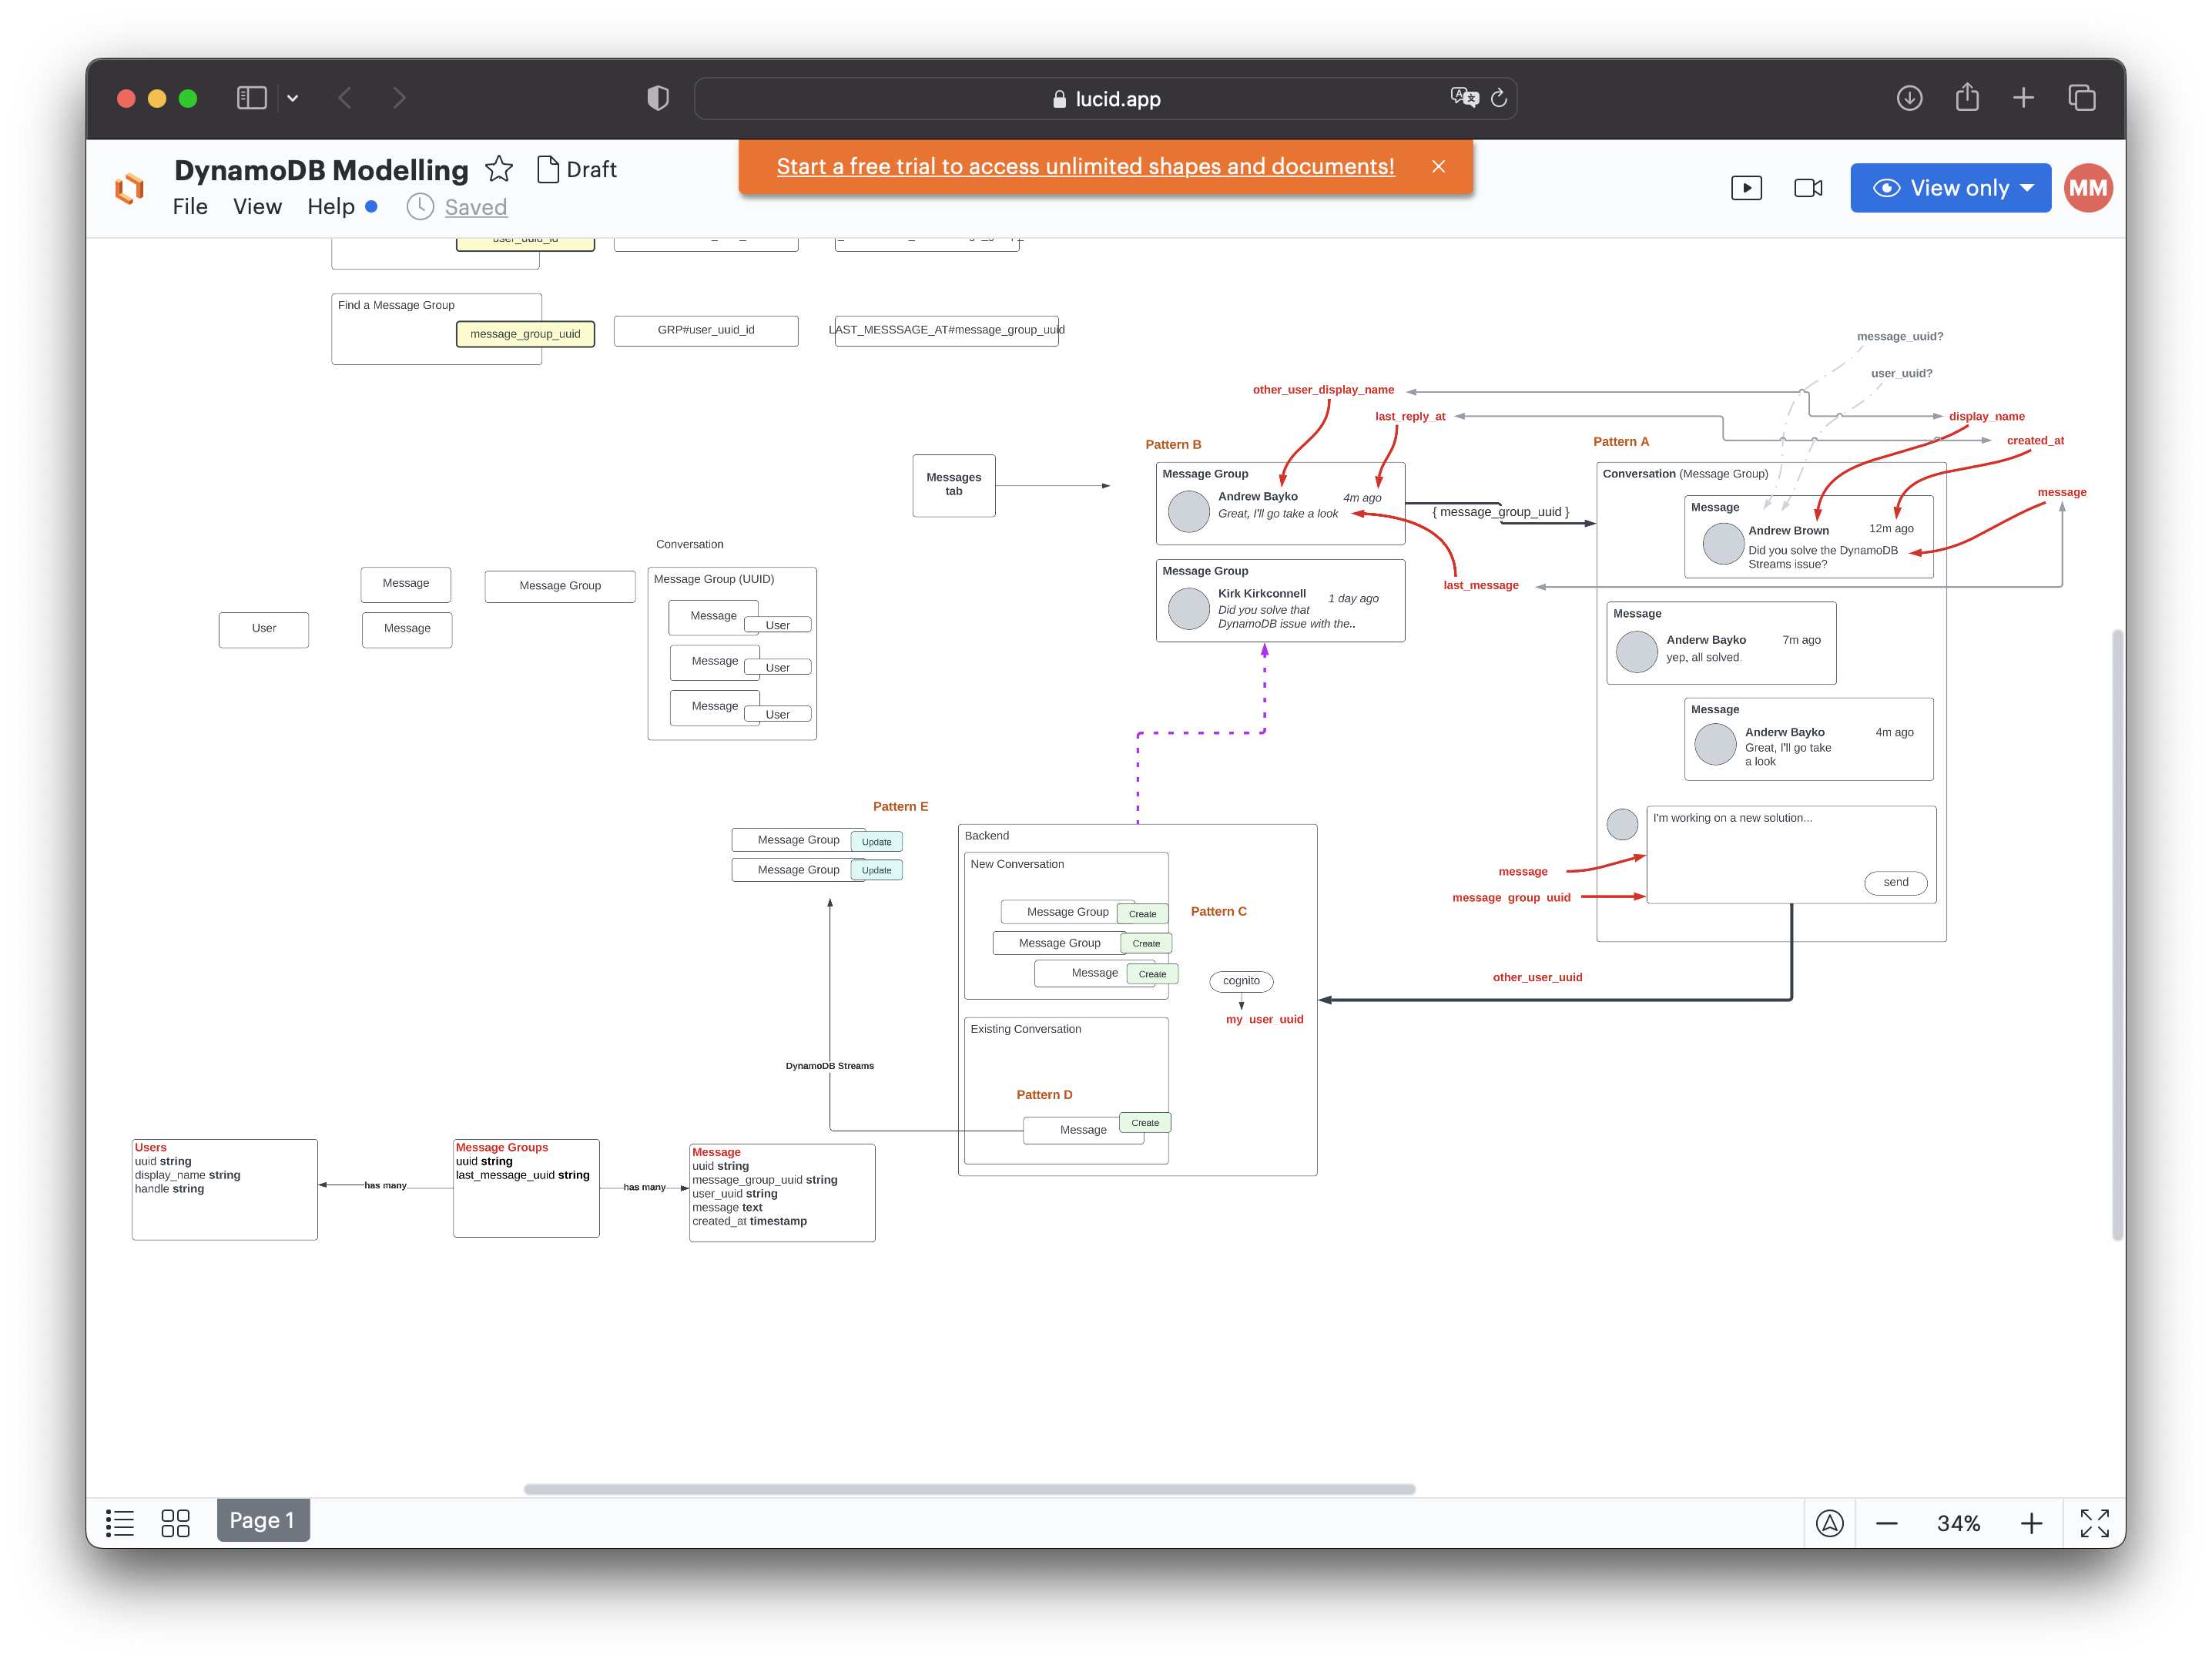 lucid.app
DynamoDB Modelling
Draft
Start a free trial to access unlimited shapes and documents!
File
View
Help
Saved
View only
MM
user_uuid_id
Find a Message Group
message_group_uuid
GRP#user_uuid_id
LAST_MESSSAGE_AT#message_group_uuid
message_uuid?
user_uuid?
other_user_display_name
last_reply_at
display_name
created_at
message
Pattern B
Pattern A
Messages
tab
Message Group
Andrew Bayko
4m ago
Great, I'll go take a look
{ message_group_uuid }
Message Group
Kirk Kirkconnell
1 day ago
Did you solve that
DynamoDB issue with the..
last_message
Conversation (Message Group)
Message
Andrew Brown
12m ago
Did you solve the DynamoDB
Streams issue?
Message
Anderw Bayko
7m ago
yep, all solved.
Message
Anderw Bayko
4m ago
Great, I'll go take
a look
I'm working on a new solution...
send
message
message_group_uuid
other_user_uuid
Conversation
User
Message
Message
Message Group
Message Group (UUID)
Message
User
Message
User
Message
User
Pattern E
Message Group
Update
Message Group
Update
DynamoDB Streams
Backend
New Conversation
Message Group
Create
Message Group
Create
Message
Create
Pattern C
cognito
my_user_uuid
Existing Conversation
Pattern D
Message
Create
Users
uuid string
display_name string
handle string
has many
Message Groups
uuid string
last_message_uuid string
has many
Message
uuid string
message_group_uuid string
user_uuid string
message text
created_at timestamp
Page 1
34%